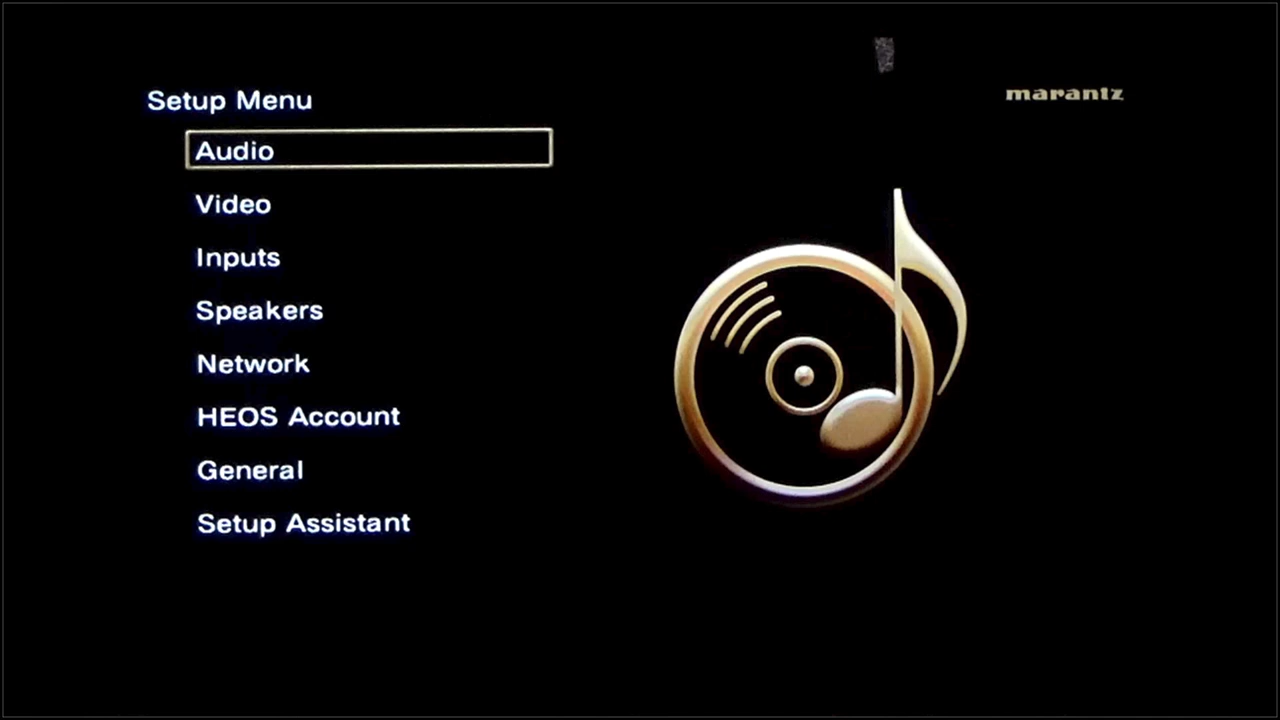 Setup Menu
marantz
Audio
Video
Inputs
Speakers
Network
HEOS Account
General
Setup Assistant